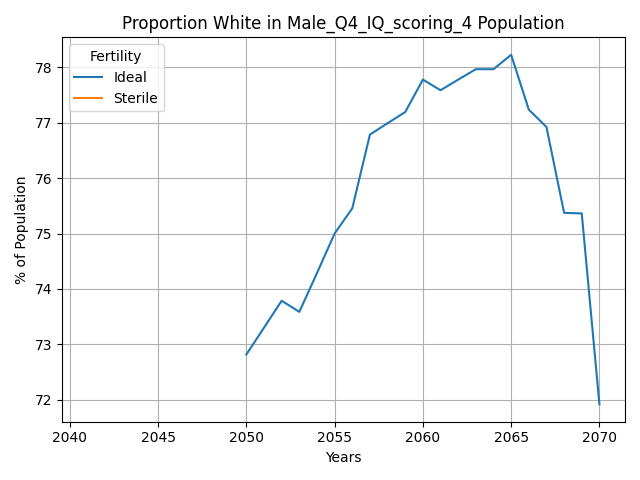 Proportion White in Male_Q4_IQ_scoring_4 Population
Fertility
Ideal
Sterile
% of Population
78
77
76
75
74
73
72
2040 2045 2050 2055 2060 2065 2070
Years